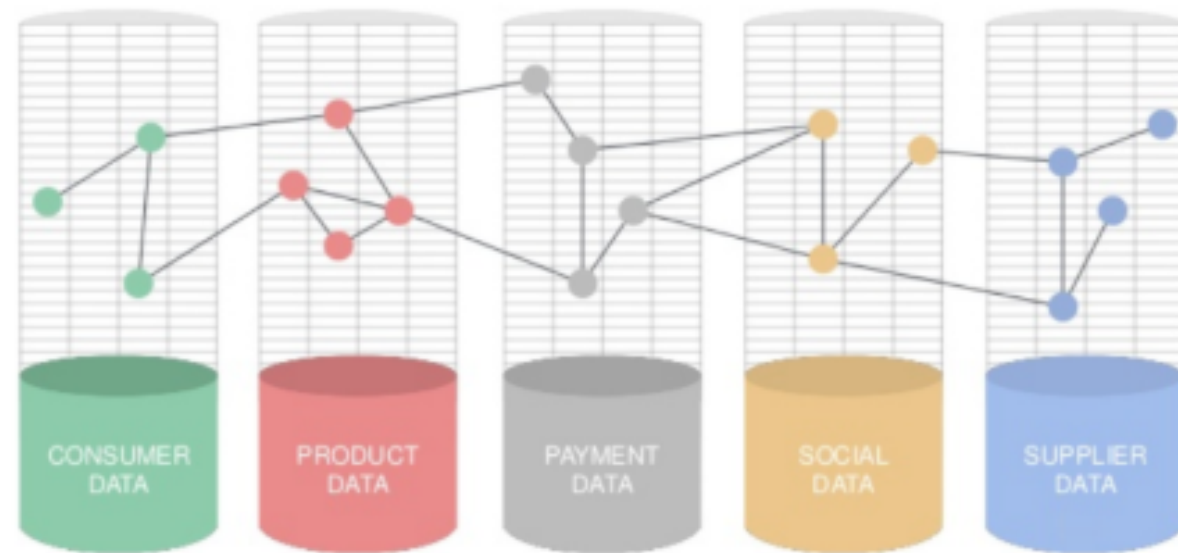 CONSUMER
DATA
PRODUCT
DATA
PAYMENT
DATA
SOCIAL
DATA
SUPPLIER
DATA